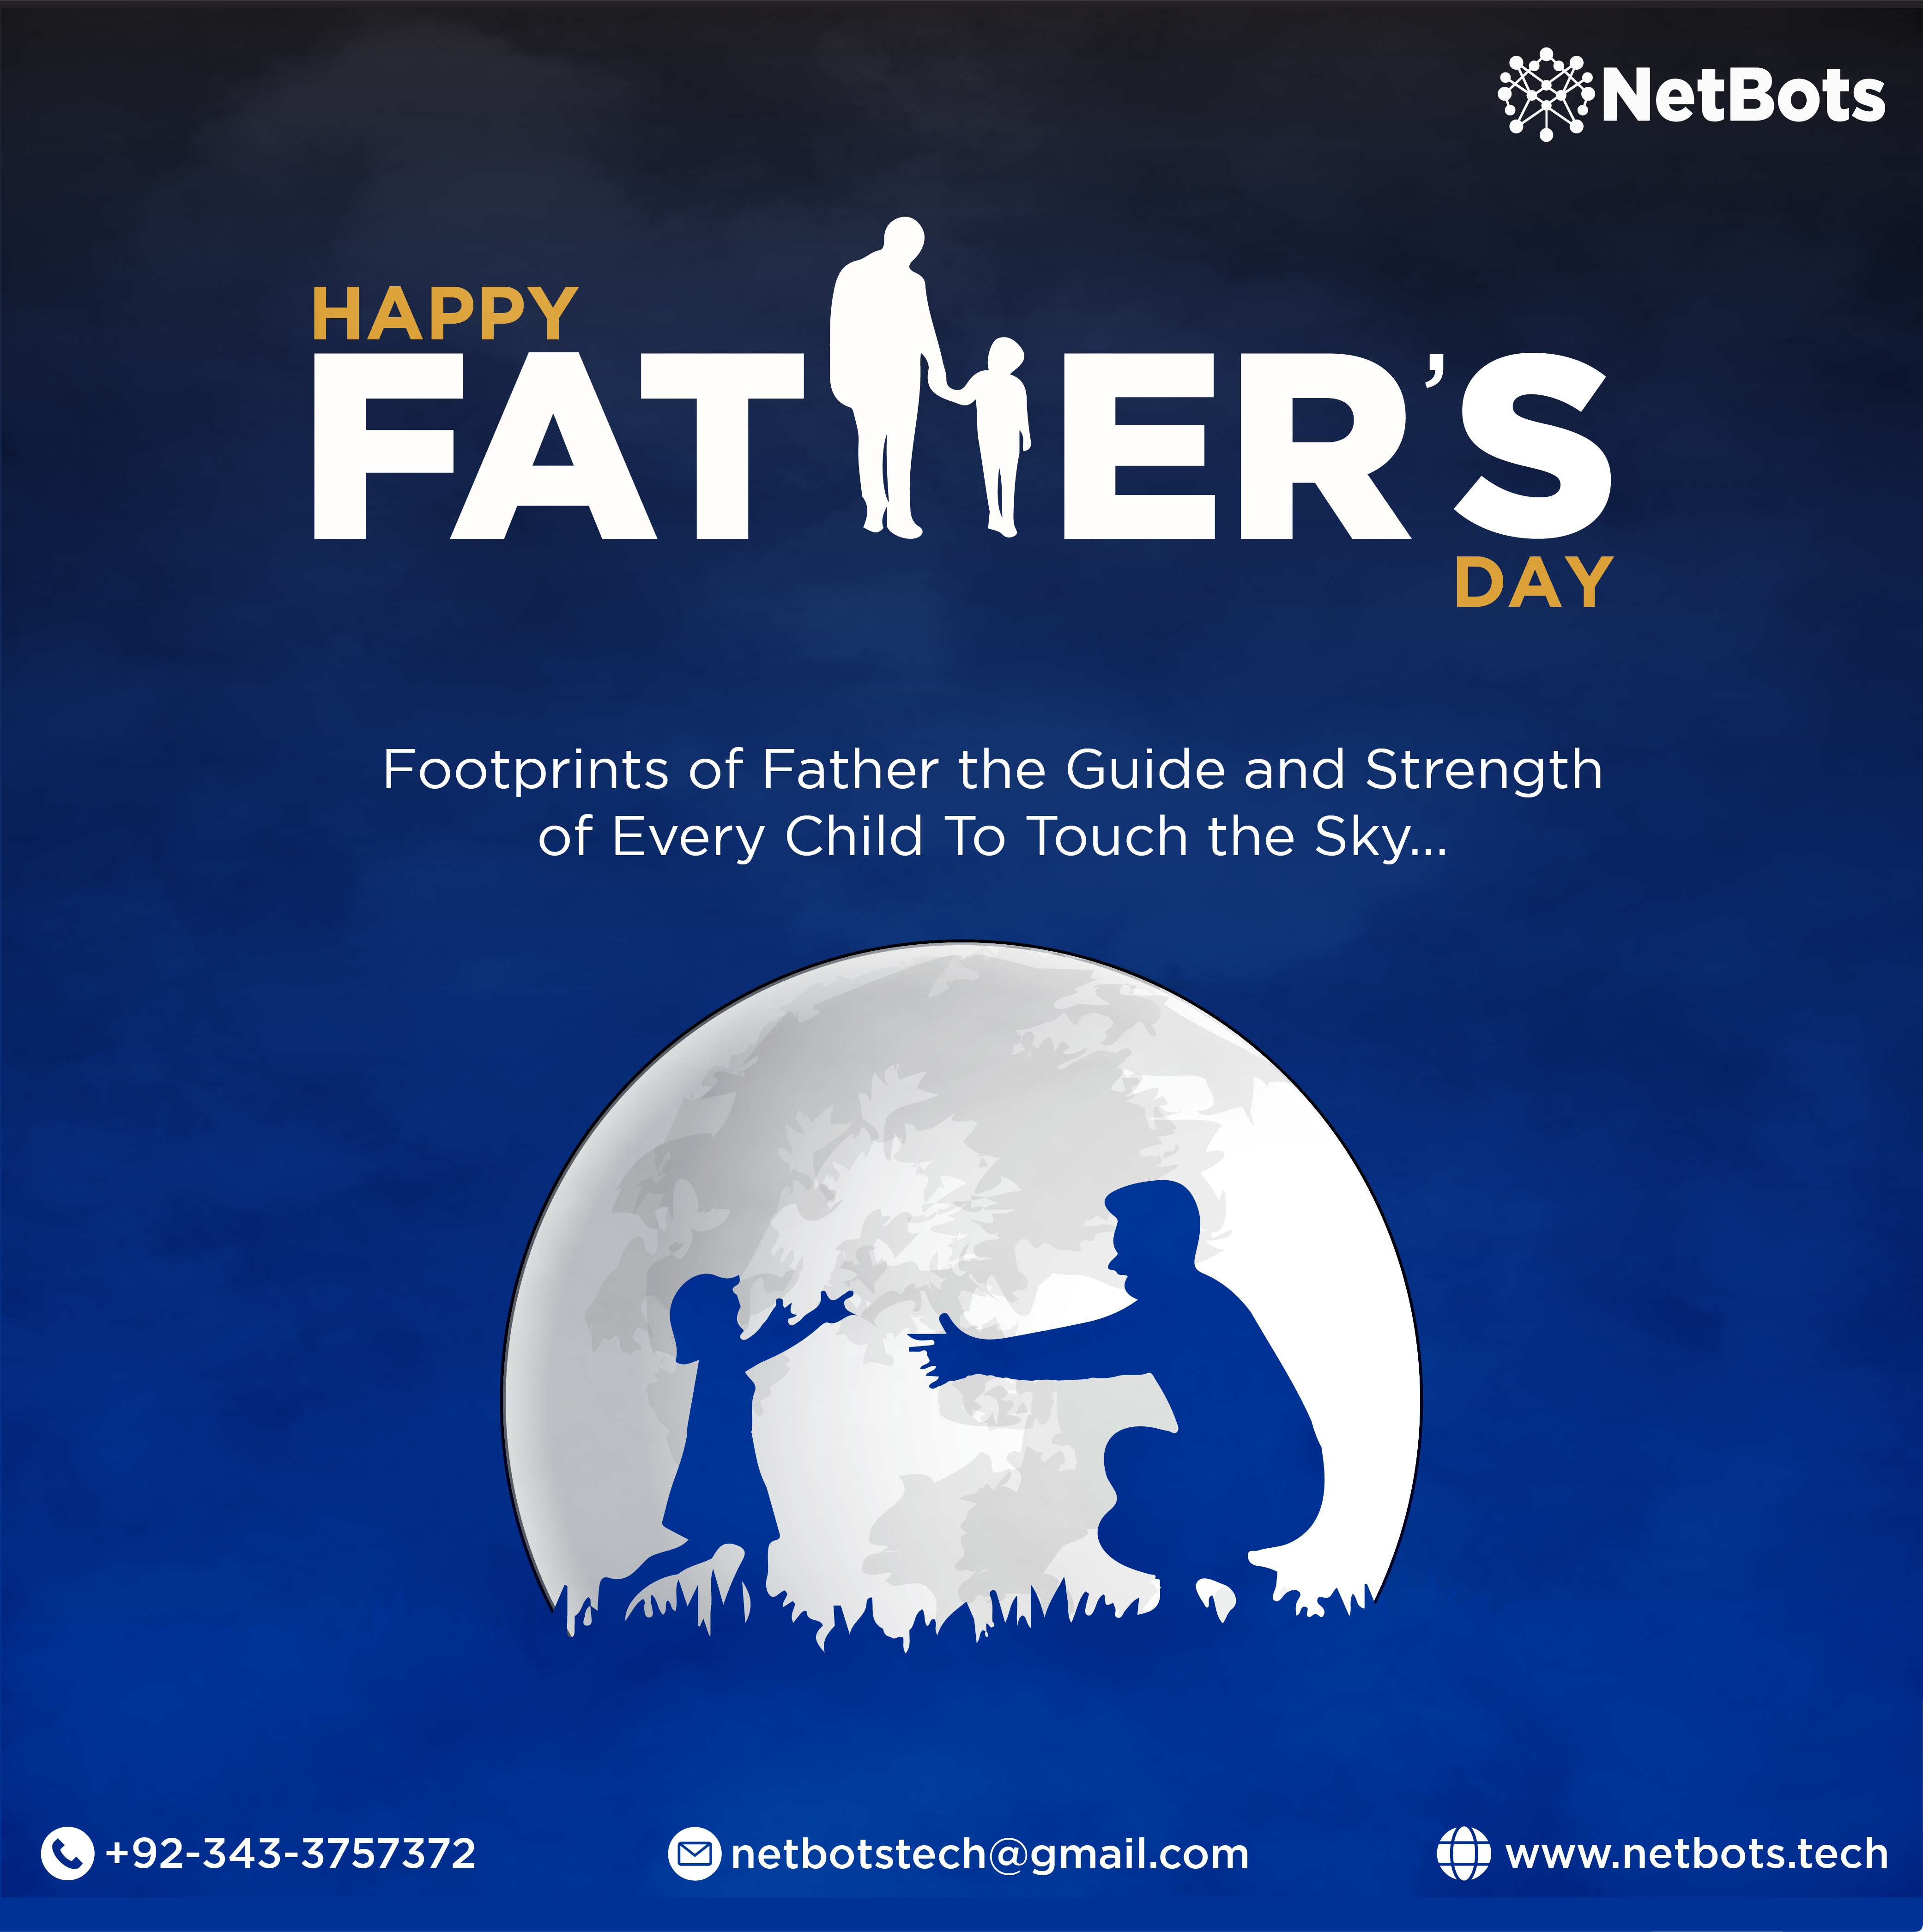 NetBots
HAPPY
FATHER'S
DAY
Footprints of Father the Guide and Strength
of Every Child To Touch the Sky...
+92-343-3757372
netbotstech@gmail.com
www.netbots.tech